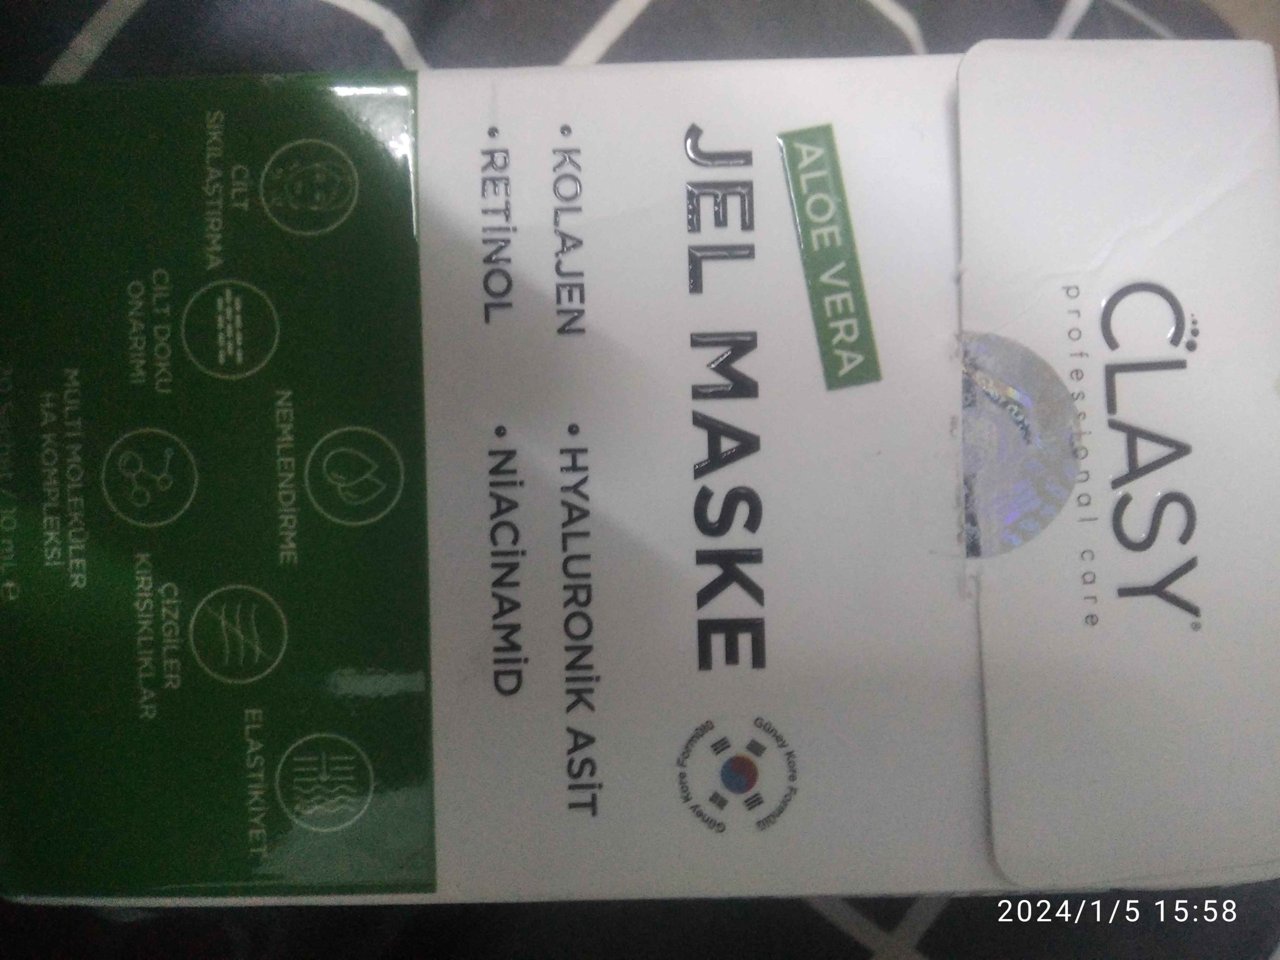 CLASY®
professional care
ALOE VERA
JEL MASKE
Güney Kore Formülü
Güney Kore Formülü
• KOLAJEN
• HYALURONİK ASİT
• RETİNOL
• NİACİNAMİD
CİLT
SIKILAŞTIRMA
CİLT DOKU
ONARIMI
NEMLENDİRME
MULTI MOLEKÜLER
HA KOMPLEKSİ
ÇİZGİLER
KIRIŞIKLIKLAR
ELASTİKİYET
/ 10 mL e
2024/1/5 15:58